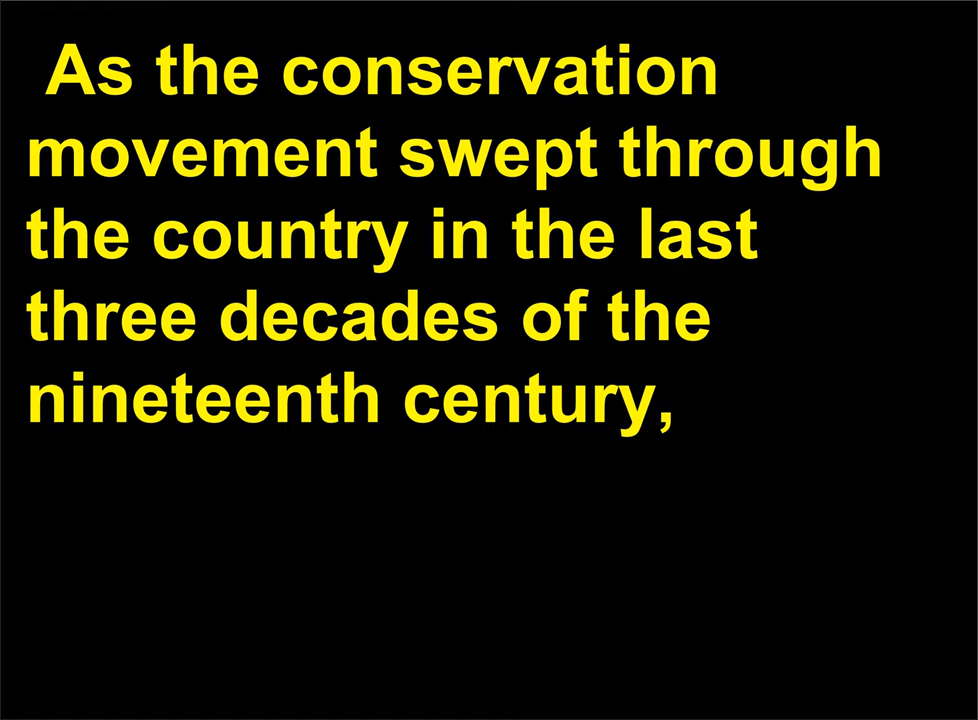 As the conservation
movement swept through
the country in the last
three decades of the
nineteenth century,